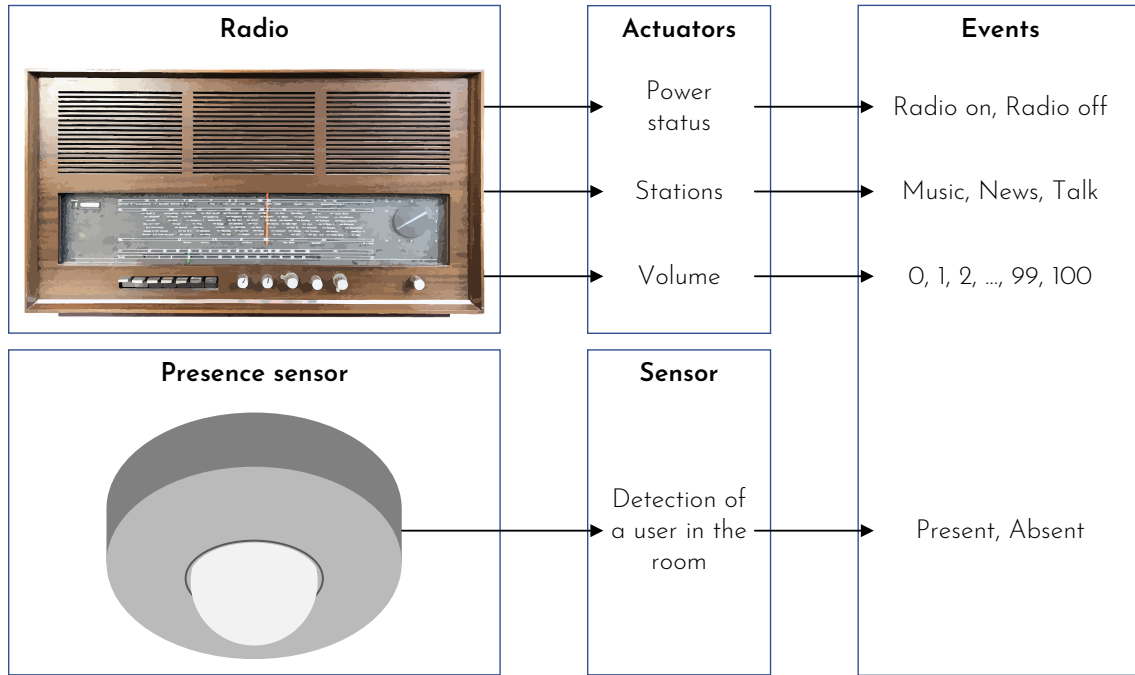 Radio
Actuators
Events
Power
status
Radio on, Radio off
Stations
Music, News, Talk
Volume
0, 1, 2, ..., 99, 100
Presence sensor
Sensor
Detection of
a user in the
room
Present, Absent